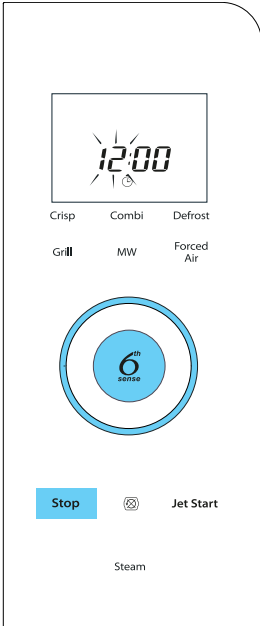 12:00
Crisp Combi Defrost
Grill MW Forced
Air
6th
sense
Stop Jet Start
Steam